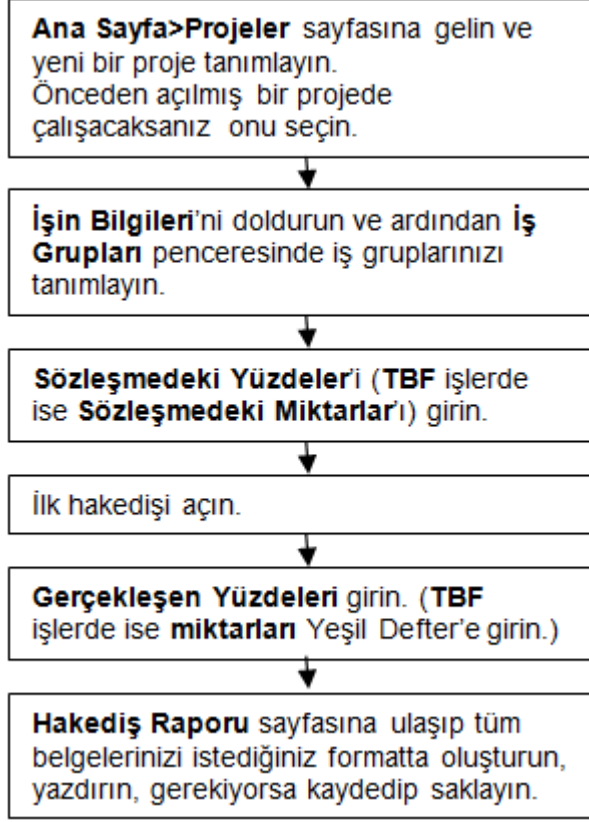 Ana Sayfa>Projeler sayfasına gelin ve
yeni bir proje tanımlayın.
Önceden açılmış bir projede
çalışacaksanız onu seçin.
İşin Bilgileri'ni doldurun ve ardından İş
Grupları penceresinde iş gruplarınızı
tanımlayın.
Sözleşmedeki Yüzdeler'i (TBF işlerde
ise Sözleşmedeki Miktarlar'ı) girin.
İlk hakedişi açın.
Gerçekleşen Yüzdeleri girin. (TBF
işlerde ise miktarları Yeşil Defter'e girin.)
Hakediş Raporu sayfasına ulaşıp tüm
belgelerinizi istediğiniz formatta oluşturun,
yazdırın, gerekiyorsa kaydedip saklayın.